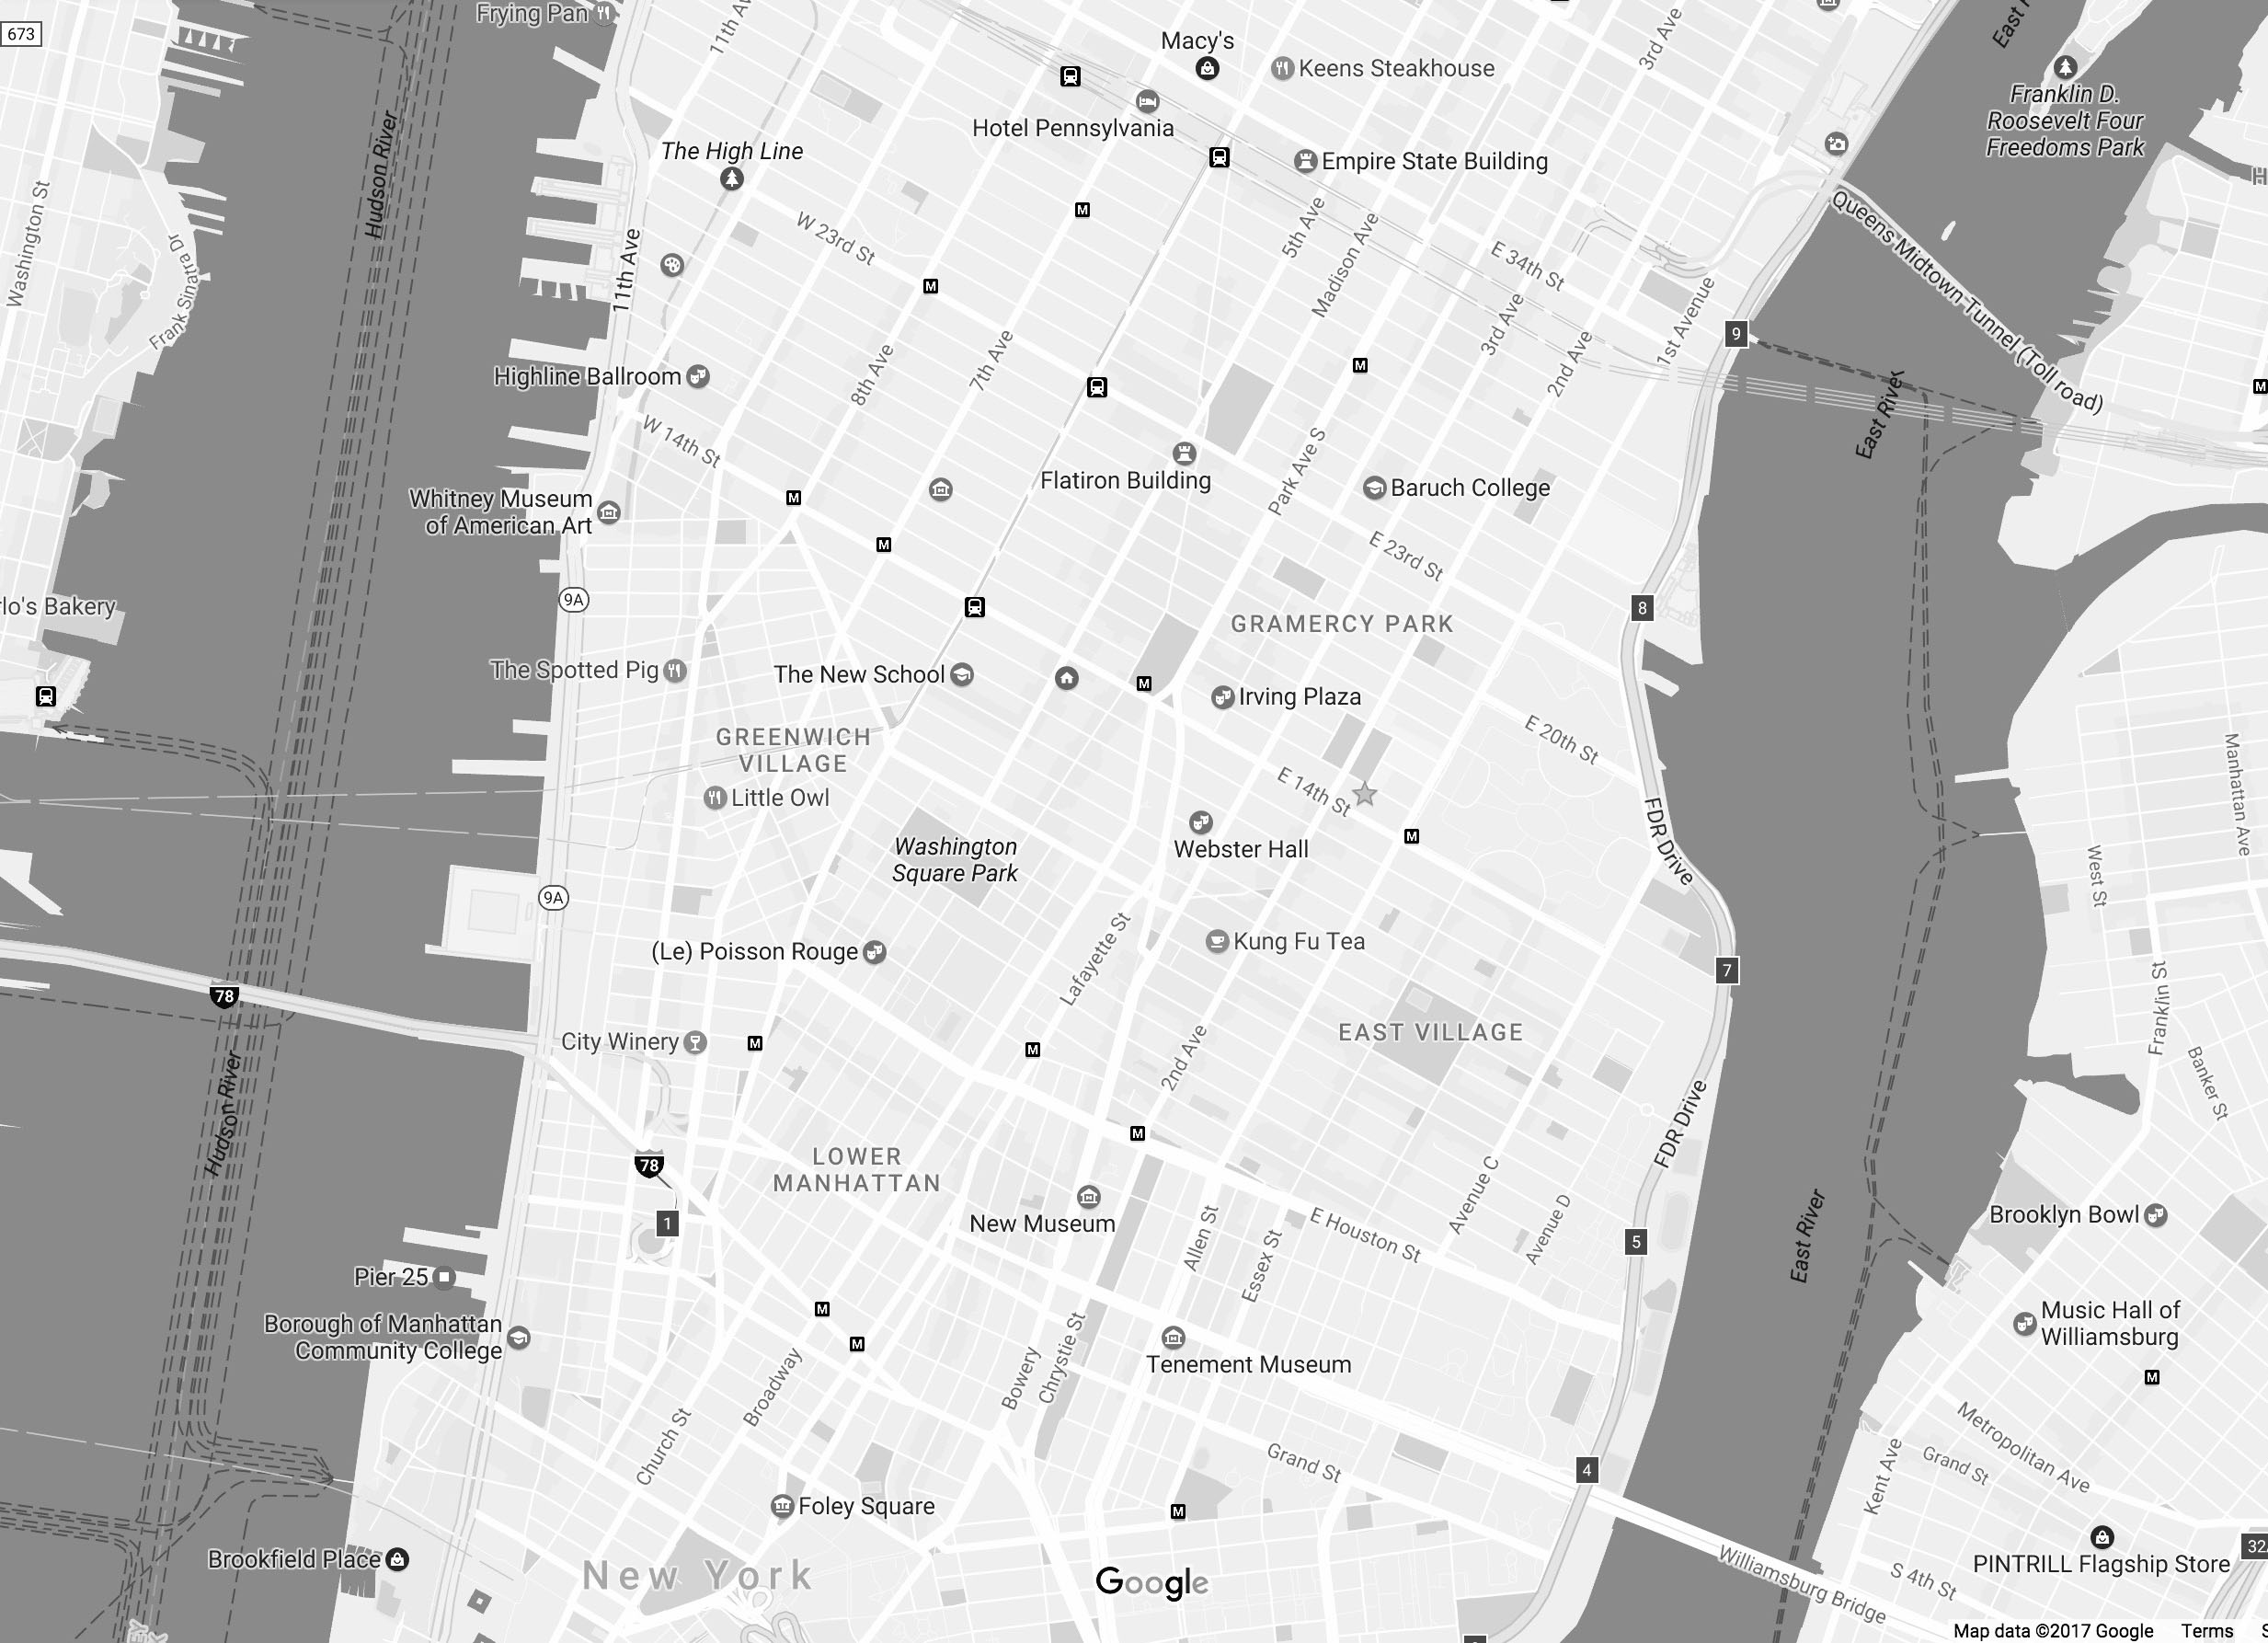 Frying Pan
673
11th Av
Macy's
Keens Steakhouse
3rd Ave
East
Franklin D.
Roosevelt Four
Freedoms Park
Hotel Pennsylvania
The High Line
Empire State Building
Hudson River
Washington St
Frank Sinatra Dr
11th Ave
W 23rd St
5th Ave
Madison Ave
E 34th St
Queens Midtown Tunnel (Toll road)
H
1st Avenue
3rd Ave
2nd Ave
9
M
Highline Ballroom
8th Ave
7th Ave
East River
W 14th St
Flatiron Building
Park Ave S
Baruch College
Whitney Museum
of American Art
E 23rd St
9A
rlo's Bakery
8
GRAMERCY PARK
The Spotted Pig
The New School
Irving Plaza
GREENWICH
VILLAGE
E 20th St
Manhattan Ave
Little Owl
E 14th St
FDR Drive
Washington
Square Park
Webster Hall
West St
9A
(Le) Poisson Rouge
Lafayette St
Kung Fu Tea
7
Franklin St
78
City Winery
2nd Ave
EAST VILLAGE
Banker St
Hudson River
FDR Drive
78
LOWER
MANHATTAN
New Museum
Allen St
Essex St
E Houston St
Avenue C
Avenue D
East River
Brooklyn Bowl
1
5
Pier 25
Borough of Manhattan
Community College
Music Hall of
Williamsburg
Tenement Museum
Bowery
Chrystie St
Broadway
Church St
Grand St
4
Metropolitan Ave
Grand St
Kent Ave
Foley Square
Brookfield Place
New York
Google
Williamsburg Bridge
PINTRILL Flagship Store
32
S 4th St
Map data ©2017 Google
Terms